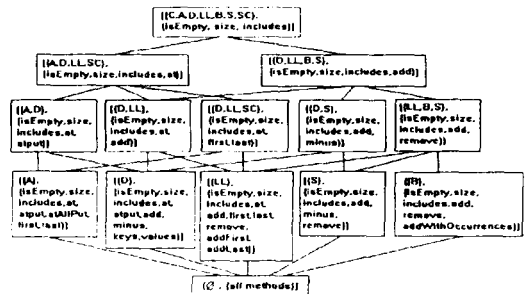 [{C,A,D,LL,B,S,SC},
{isEmpty, size, includes}]
[{A,D,LL,SC},
{isEmpty,size,includes,at}]
[{D,LL,B,S},
{isEmpty,size,includes,add}]
[{A,D},
{isEmpty,size,
includes,at,
atput}]
[{D,LL},
{isEmpty,size,
includes,at,
add}]
[{D,LL,SC},
{isEmpty,size,
includes,at,
first,last}]
[{D,S},
{isEmpty,size,
includes,add,
minus}]
[{LL,B,S},
{isEmpty,size,
includes,add,
remove}]
[{A},
{isEmpty,size,
includes,at,
atput,atAllPut,
first,last}]
[{D},
{isEmpty,size,
includes,at,
atput,add,
minus,
keys,values}]
[{LL},
{isEmpty,size,
includes,at,
add,first,last,
remove,
addFirst,
addLast}]
[{S},
{isEmpty,size,
includes,add,
minus,
remove}]
[{B},
{isEmpty,size,
includes,add,
remove,
addWithOccurrences}]
[Ø, {all methods}]